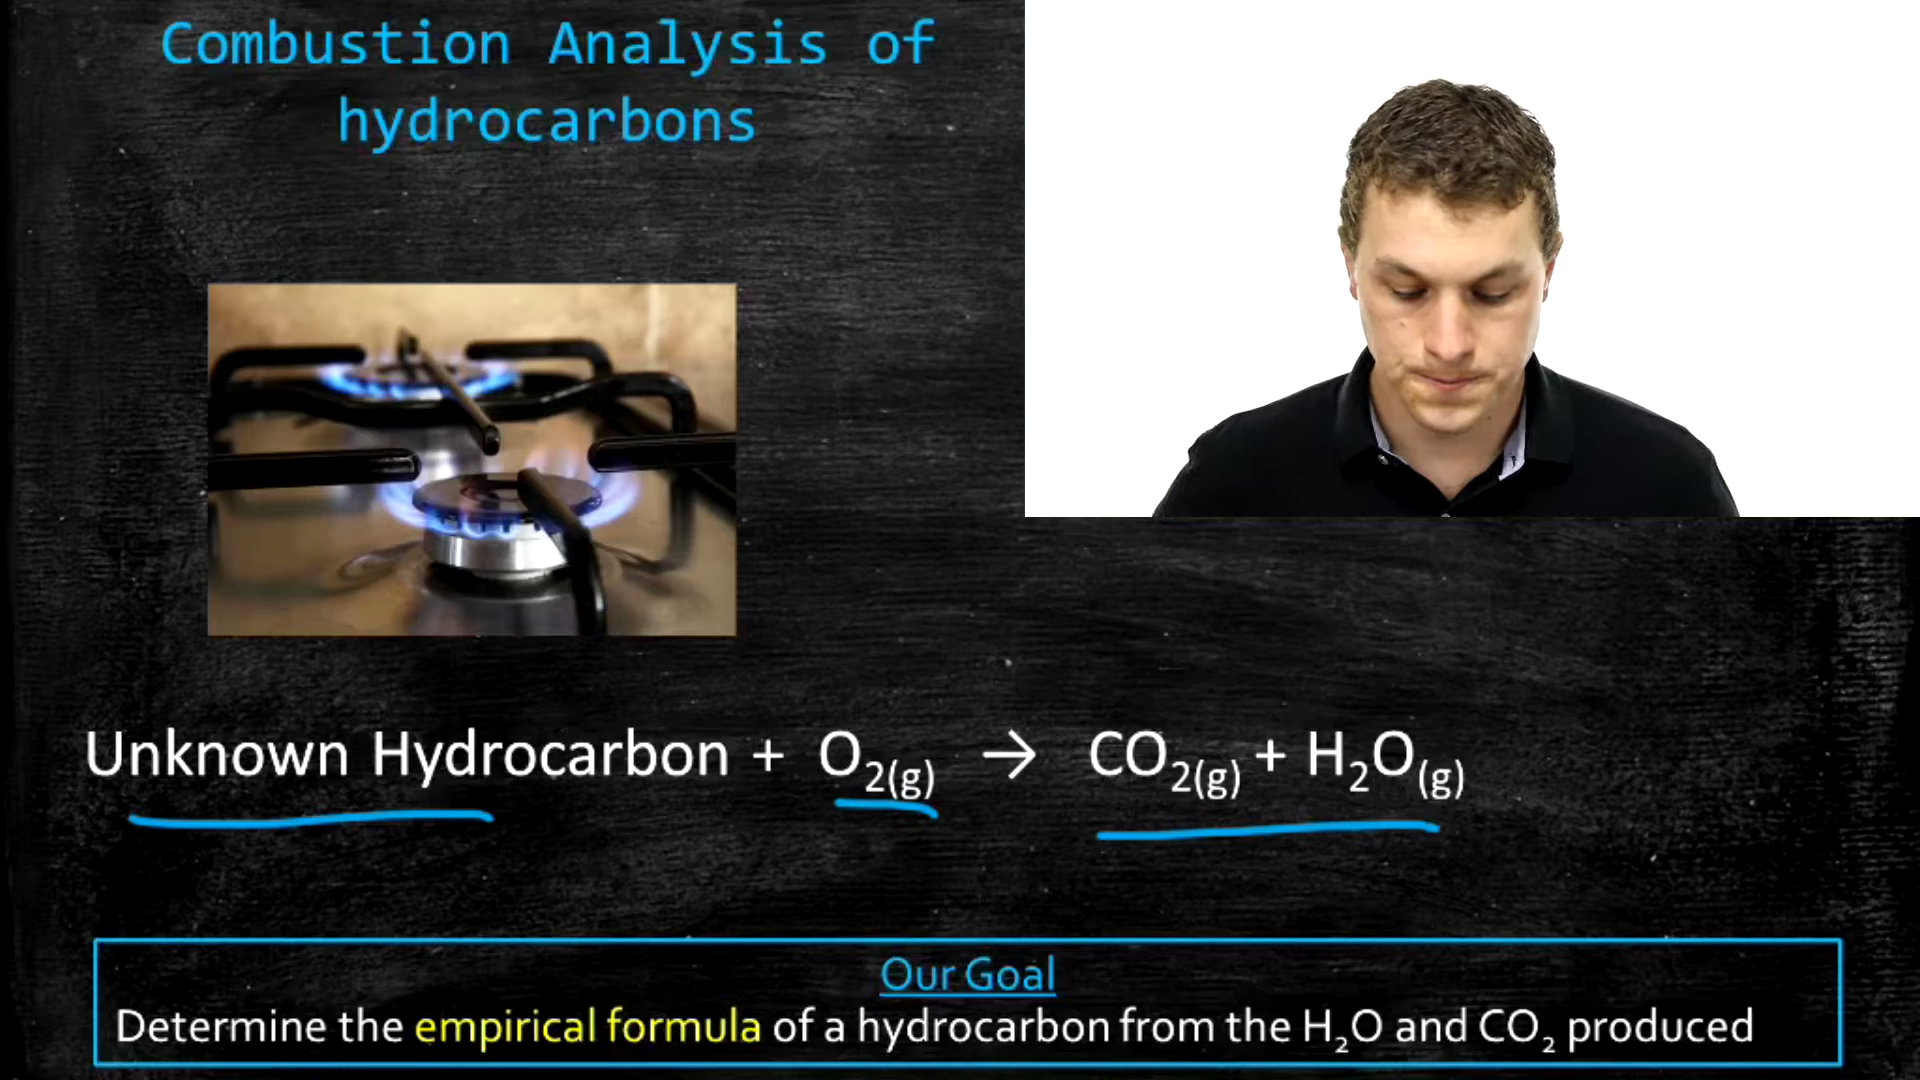 Combustion Analysis of
hydrocarbons
Unknown Hydrocarbon + O₂(g) → CO₂(g) + H₂O(g)
Our Goal
Determine the empirical formula of a hydrocarbon from the H₂O and CO₂ produced